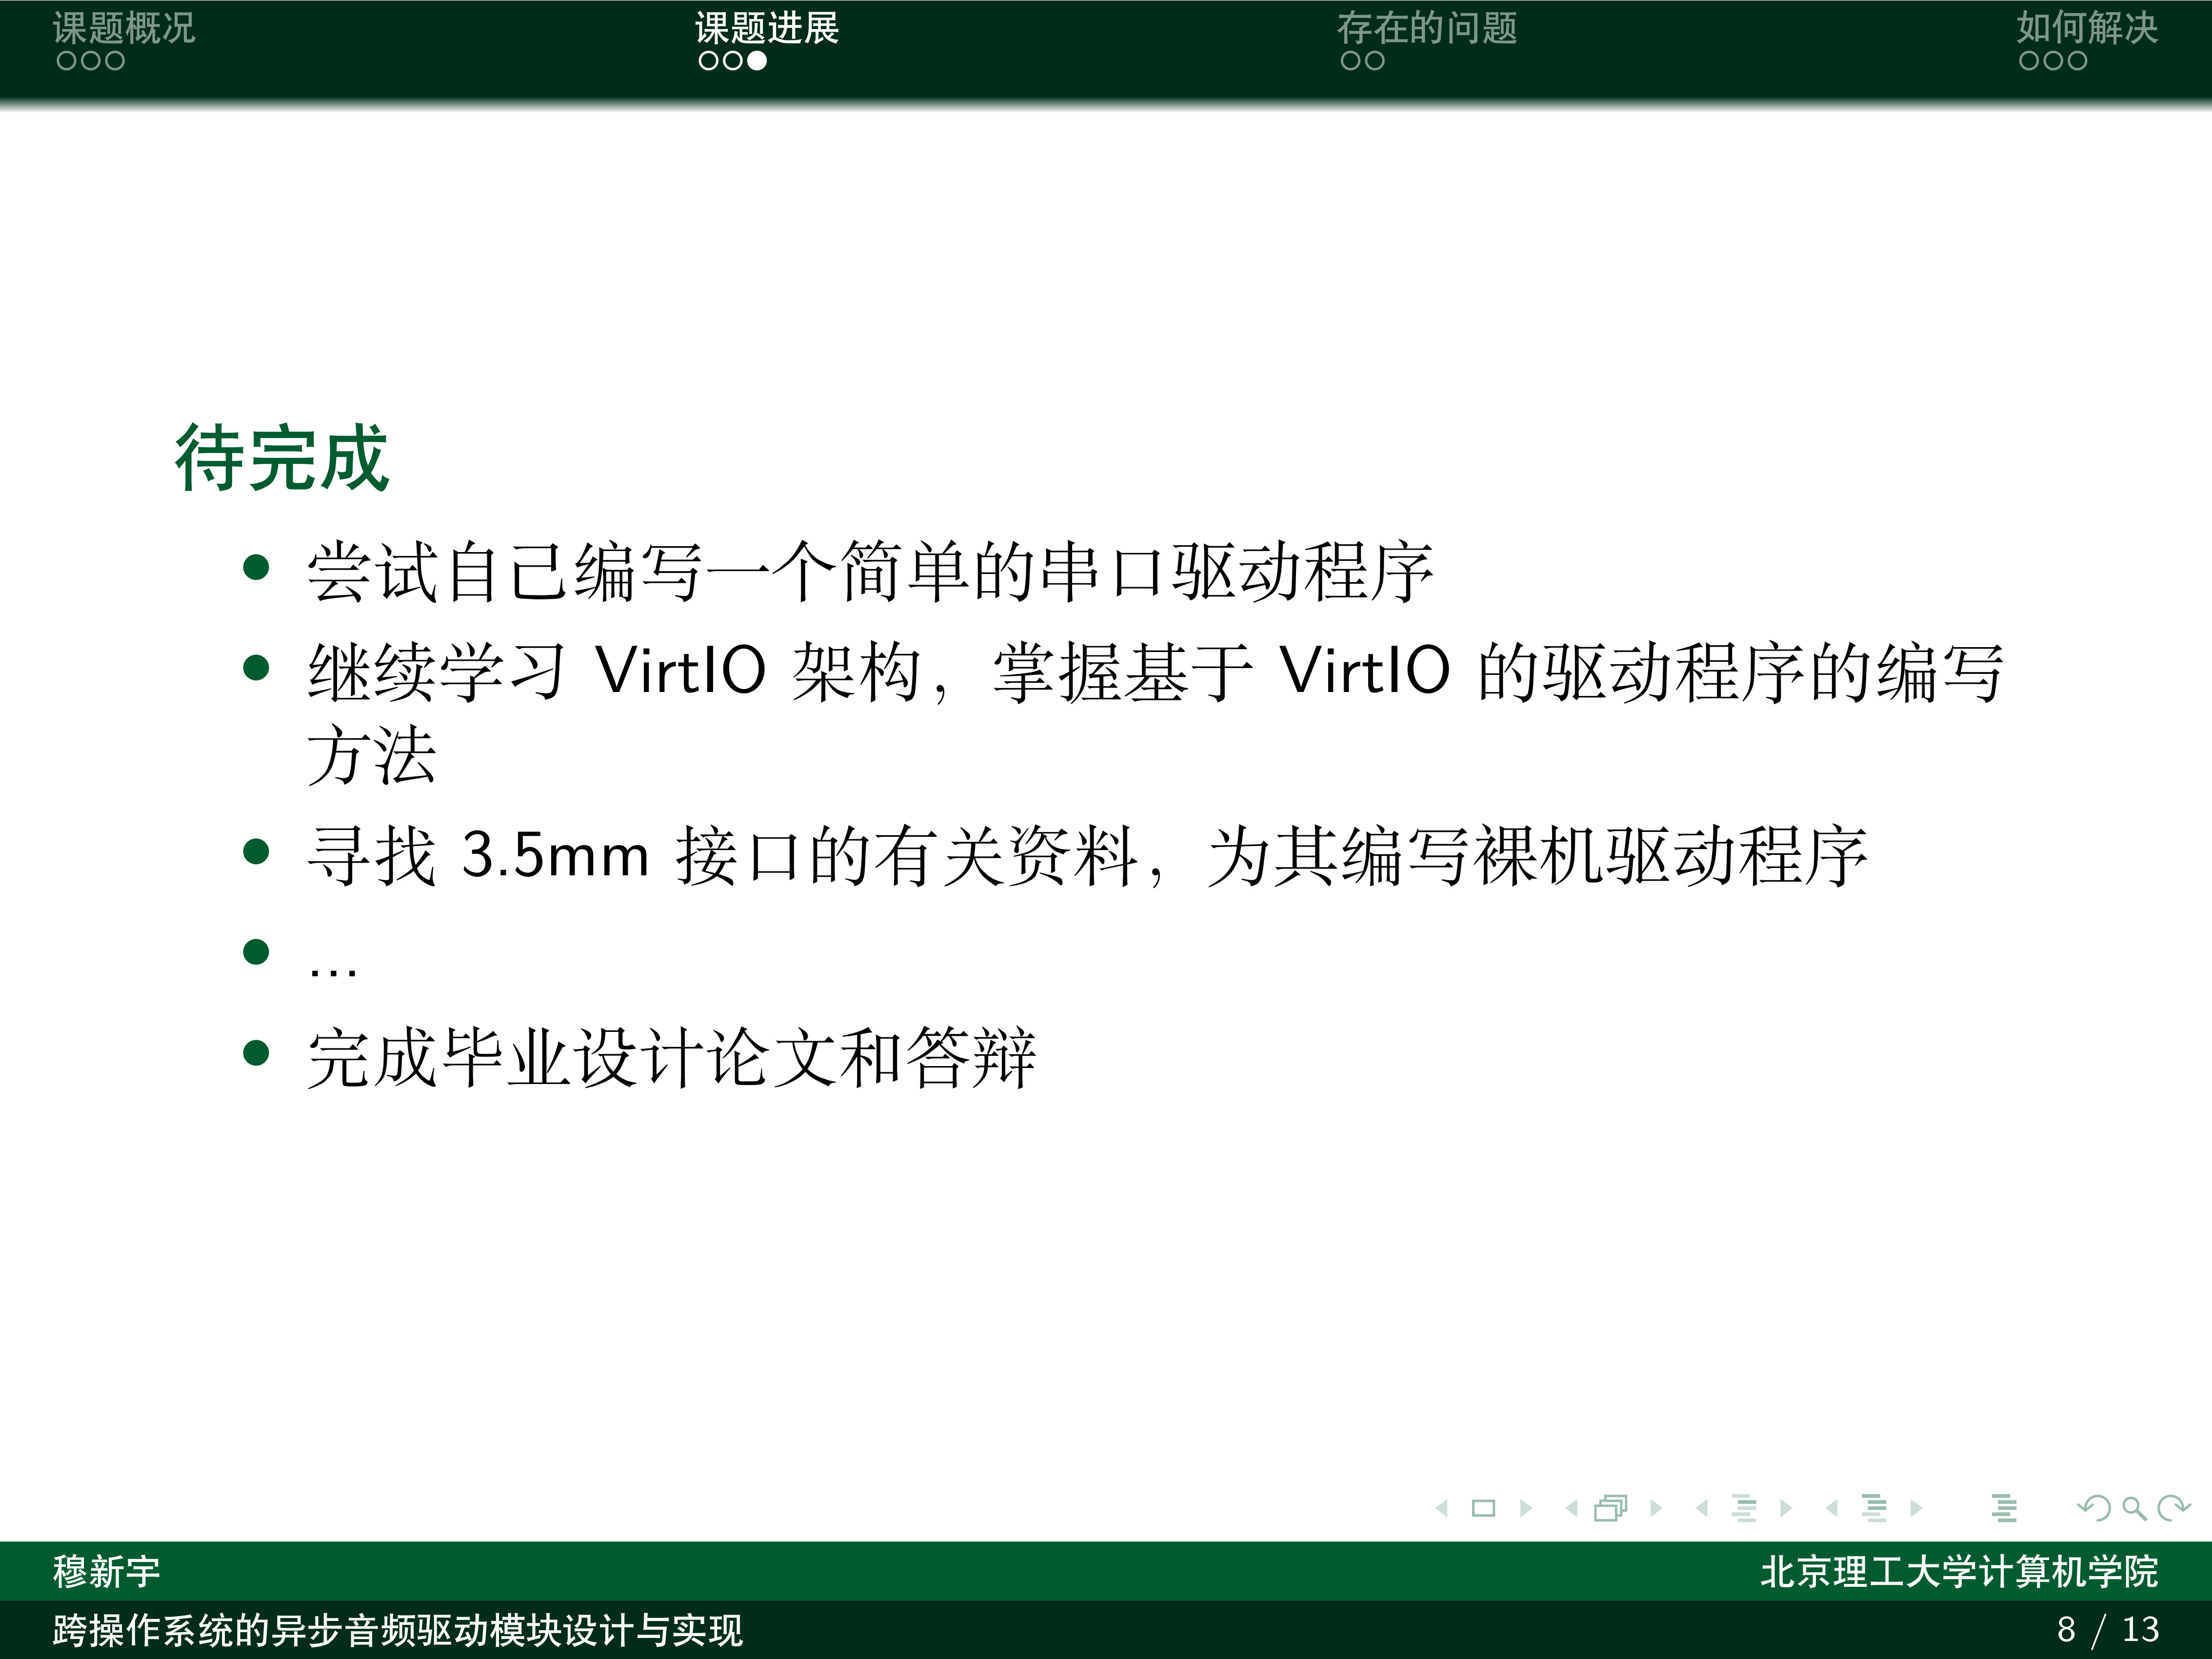 课题概况
课题进展
存在的问题
如何解决
待完成
尝试自己编写一个简单的串口驱动程序
继续学习 VirtIO 架构，掌握基于 VirtIO 的驱动程序的编写
方法
寻找 3.5mm 接口的有关资料，为其编写裸机驱动程序
...
完成毕业设计论文和答辩
穆新宇
北京理工大学计算机学院
跨操作系统的异步音频驱动模块设计与实现
8 / 13